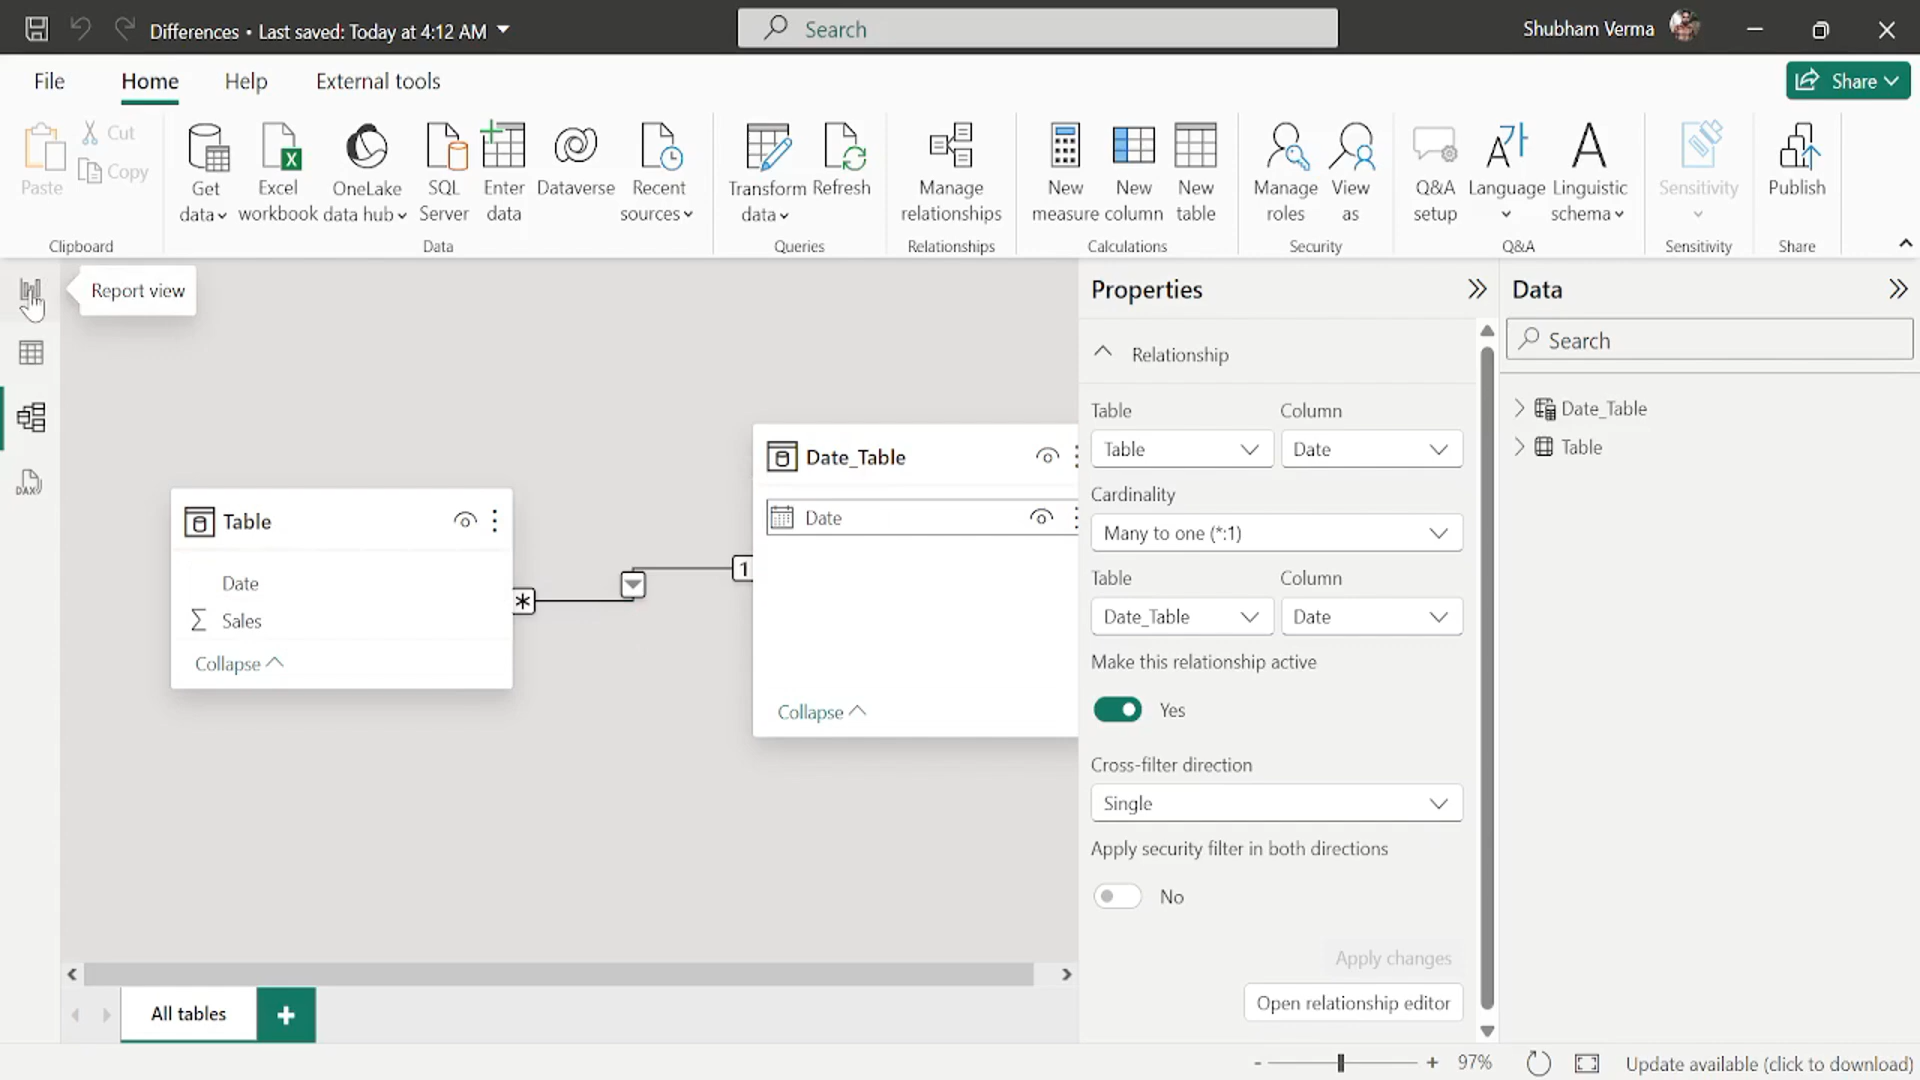 Differences • Last saved: Today at 4:12 AM
Search
Shubham Verma
File
Home
Help
External tools
Share
Paste
Cut
Copy
Get data
Excel workbook
OneLake data hub
SQL Server
Enter data
Dataverse
Recent sources
Transform data
Refresh
Manage relationships
New measure
New column
New table
Manage roles
View as
Q&A setup
Language
Linguistic schema
Sensitivity
Publish
Clipboard
Data
Queries
Relationships
Calculations
Security
Q&A
Sensitivity
Share
Report view
DAX
Table
Date
Σ Sales
Collapse
*
1
Date_Table
Date
Collapse
Properties
Relationship
Table
Column
Table
Date
Cardinality
Many to one (*:1)
Table
Column
Date_Table
Date
Make this relationship active
Yes
Cross-filter direction
Single
Apply security filter in both directions
No
Apply changes
Open relationship editor
Data
Search
Date_Table
Table
All tables
+
- + 97%
Update available (click to download)